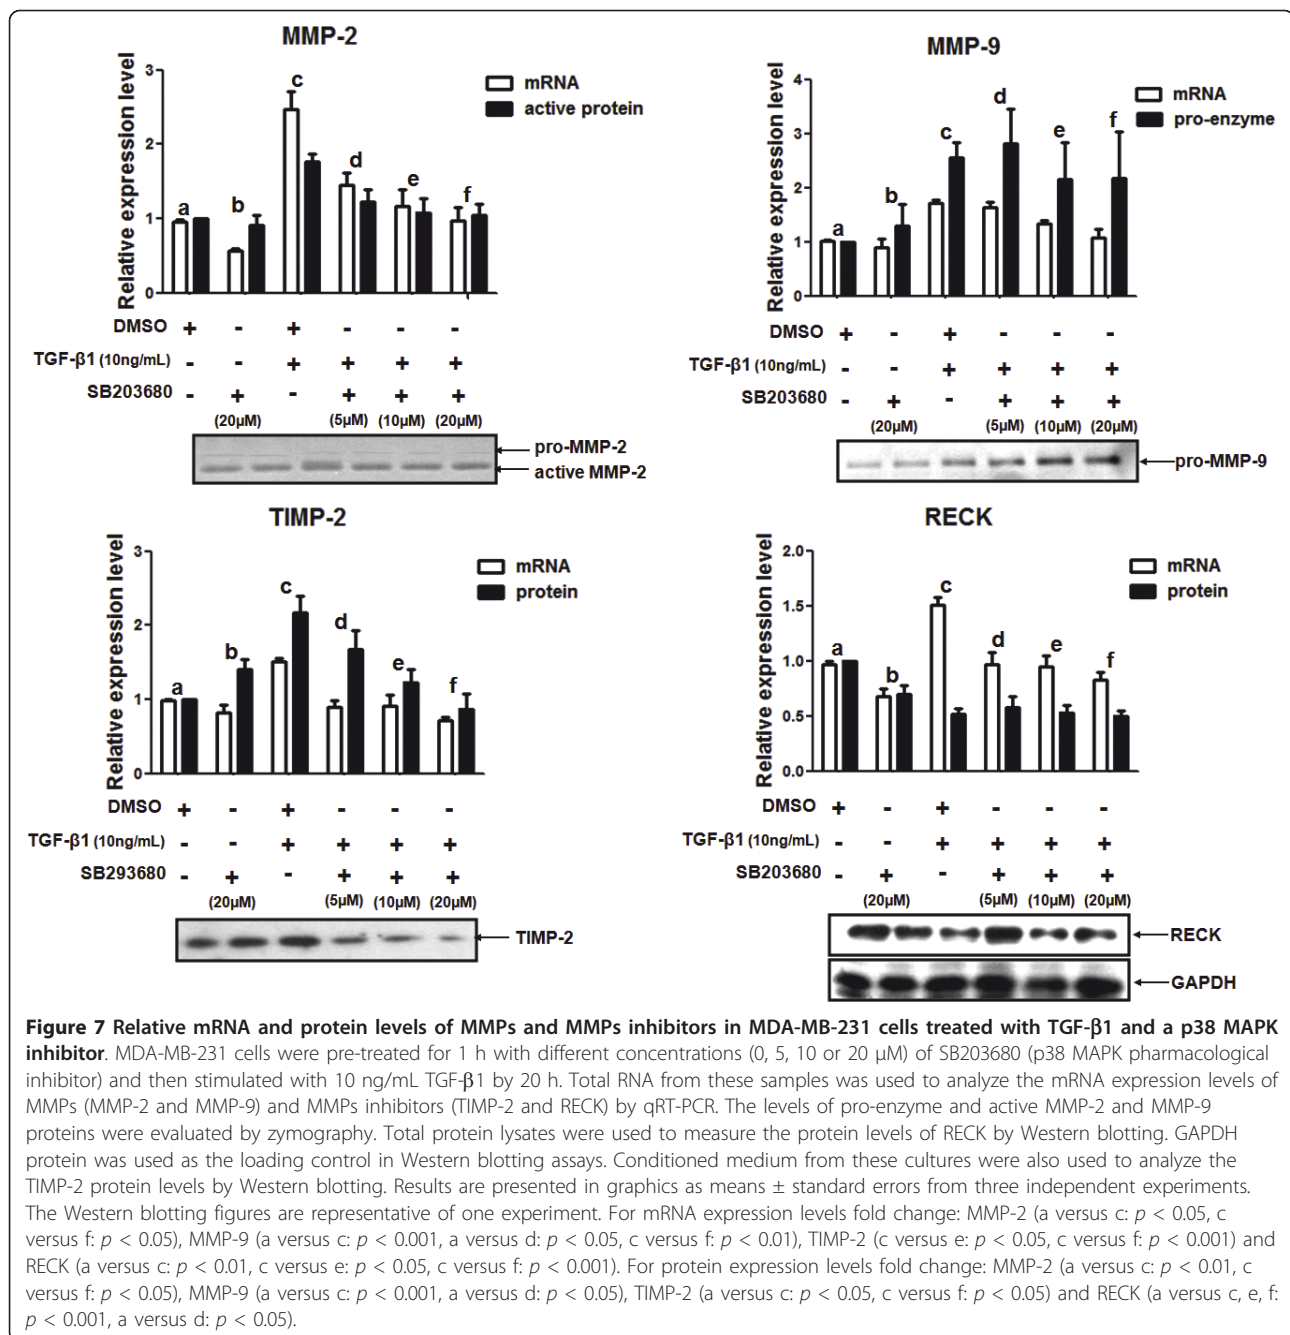 MMP-2
3
2
1
0
Relative expression level
a b c d e f
mRNA
active protein
DMSO + - + - - -
TGF-β1 (10ng/mL) - - + + + +
SB203680 - + - + + +
(20µM) (5µM) (10µM) (20µM)
pro-MMP-2
active MMP-2
MMP-9
4
3
2
1
0
Relative expression level
a b c d e f
mRNA
pro-enzyme
DMSO + - + - - -
TGF-β1 (10ng/mL) - - + + + +
SB203680 - + - + + +
(20µM) (5µM) (10µM) (20µM)
pro-MMP-9
TIMP-2
3
2
1
0
Relative expression level
a b c d e f
mRNA
protein
DMSO + - + - - -
TGF-β1 (10ng/mL) - - + + + +
SB293680 - + - + + +
(20µM) (5µM) (10µM) (20µM)
TIMP-2
RECK
2.0
1.5
1.0
0.5
0.0
Relative expression level
a b c d e f
mRNA
protein
DMSO + - + - - -
TGF-β1 (10ng/mL) - - + + + +
SB203680 - + - + + +
(20µM) (5µM) (10µM) (20µM)
RECK
GAPDH
Figure 7 Relative mRNA and protein levels of MMPs and MMPs inhibitors in MDA-MB-231 cells treated with TGF-β1 and a p38 MAPK
inhibitor. MDA-MB-231 cells were pre-treated for 1 h with different concentrations (0, 5, 10 or 20 μM) of SB203680 (p38 MAPK pharmacological
inhibitor) and then stimulated with 10 ng/mL TGF-β1 by 20 h. Total RNA from these samples was used to analyze the mRNA expression levels of
MMPs (MMP-2 and MMP-9) and MMPs inhibitors (TIMP-2 and RECK) by qRT-PCR. The levels of pro-enzyme and active MMP-2 and MMP-9
proteins were evaluated by zymography. Total protein lysates were used to measure the protein levels of RECK by Western blotting. GAPDH
protein was used as the loading control in Western blotting assays. Conditioned medium from these cultures were also used to analyze the
TIMP-2 protein levels by Western blotting. Results are presented in graphics as means ± standard errors from three independent experiments.
The Western blotting figures are representative of one experiment. For mRNA expression levels fold change: MMP-2 (a versus c: p < 0.05, c
versus f: p < 0.05), MMP-9 (a versus c: p < 0.001, a versus d: p < 0.05, c versus f: p < 0.01), TIMP-2 (c versus e: p < 0.05, c versus f: p < 0.001) and
RECK (a versus c: p < 0.01, c versus e: p < 0.05, c versus f: p < 0.001). For protein expression levels fold change: MMP-2 (a versus c: p < 0.01, c
versus f: p < 0.05), MMP-9 (a versus c: p < 0.001, a versus d: p < 0.05), TIMP-2 (a versus c: p < 0.05, c versus f: p < 0.05) and RECK (a versus c, e, f:
p < 0.001, a versus d: p < 0.05).